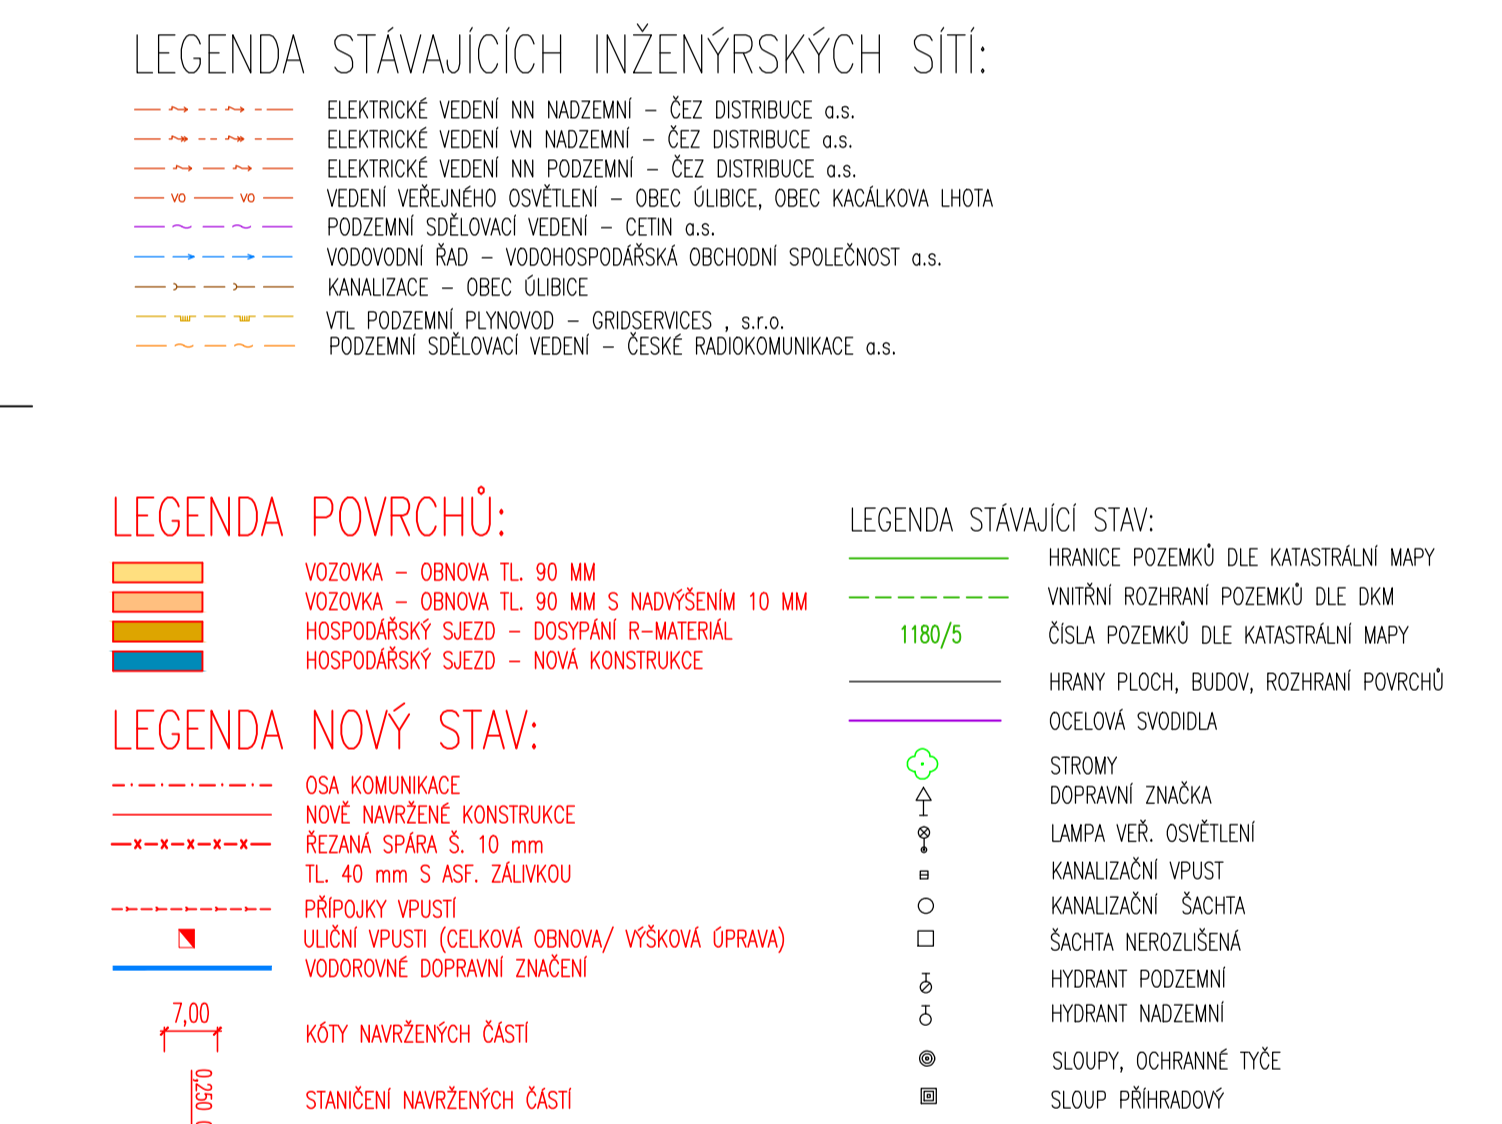 LEGENDA STÁVAJÍCÍCH INŽENÝRSKÝCH SÍTÍ:
ELEKTRICKÉ VEDENÍ NN NADZEMNÍ – ČEZ DISTRIBUCE a.s.
ELEKTRICKÉ VEDENÍ VN NADZEMNÍ – ČEZ DISTRIBUCE a.s.
ELEKTRICKÉ VEDENÍ NN PODZEMNÍ – ČEZ DISTRIBUCE a.s.
VO VO VEDENÍ VEŘEJNÉHO OSVĚTLENÍ – OBEC ÚLIBICE, OBEC KACÁLKOVA LHOTA
PODZEMNÍ SDĚLOVACÍ VEDENÍ – CETIN a.s.
VODOVODNÍ ŘAD – VODOHOSPODÁŘSKÁ OBCHODNÍ SPOLEČNOST a.s.
KANALIZACE – OBEC ÚLIBICE
VTL PODZEMNÍ PLYNOVOD – GRIDSERVICES , s.r.o.
PODZEMNÍ SDĚLOVACÍ VEDENÍ – ČESKÉ RADIOKOMUNIKACE a.s.
LEGENDA POVRCHŮ:
VOZOVKA – OBNOVA TL. 90 MM
VOZOVKA – OBNOVA TL. 90 MM S NADVÝŠENÍM 10 MM
HOSPODÁŘSKÝ SJEZD – DOSYPÁNÍ R-MATERIÁL
HOSPODÁŘSKÝ SJEZD – NOVÁ KONSTRUKCE
LEGENDA NOVÝ STAV:
OSA KOMUNIKACE
NOVĚ NAVRŽENÉ KONSTRUKCE
ŘEZANÁ SPÁRA Š. 10 mm
TL. 40 mm S ASF. ZÁLIVKOU
PŘÍPOJKY VPUSTÍ
ULIČNÍ VPUSTI (CELKOVÁ OBNOVA/ VÝŠKOVÁ ÚPRAVA)
VODOROVNÉ DOPRAVNÍ ZNAČENÍ
7,00 KÓTY NAVRŽENÝCH ČÁSTÍ
0,250 STANIČENÍ NAVRŽENÝCH ČÁSTÍ
LEGENDA STÁVAJÍCÍ STAV:
HRANICE POZEMKŮ DLE KATASTRÁLNÍ MAPY
VNITŘNÍ ROZHRANÍ POZEMKŮ DLE DKM
1180/5 ČÍSLA POZEMKŮ DLE KATASTRÁLNÍ MAPY
HRANY PLOCH, BUDOV, ROZHRANÍ POVRCHŮ
OCELOVÁ SVODIDLA
STROMY
DOPRAVNÍ ZNAČKA
LAMPA VEŘ. OSVĚTLENÍ
KANALIZAČNÍ VPUST
KANALIZAČNÍ ŠACHTA
ŠACHTA NEROZLIŠENÁ
HYDRANT PODZEMNÍ
HYDRANT NADZEMNÍ
SLOUPY, OCHRANNÉ TYČE
SLOUP PŘÍHRADOVÝ